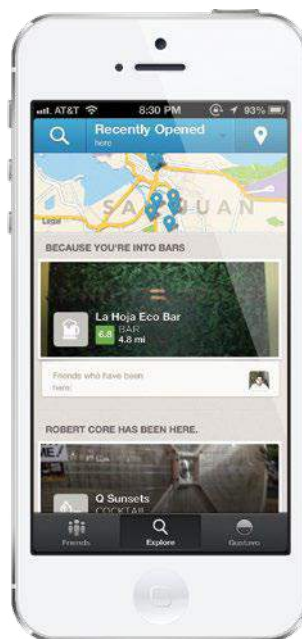 AT&T 8:30 PM 93%
Recently Opened
here
SAN JUAN
Legal
BECAUSE YOU'RE INTO BARS
La Hoja Eco Bar
6.8 BAR
4.8 mi
Friends who have been
here:
ROBERT CORE HAS BEEN HERE.
Q Sunsets
COCKTAIL
Friends Explore Gustavo